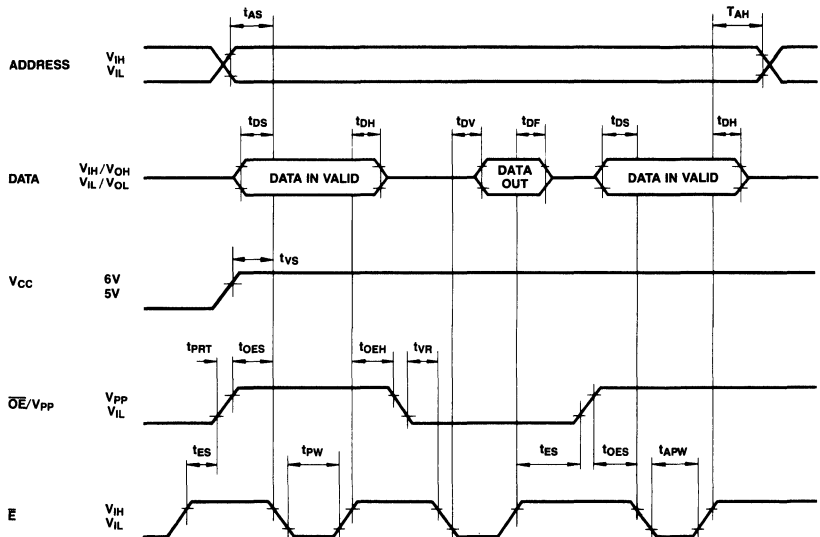 tAS TAH
ADDRESS VIH
VIL
tDS tDH tDV tDF tDS tDH
DATA VIH/VOH
VIL/VOL
DATA IN VALID DATA OUT DATA IN VALID
tVS
VCC 6V
5V
tPRT tOES tOEH tVR
OE/VPP VPP
VIL
tES tPW tES tOES tAPW
E VIH
VIL